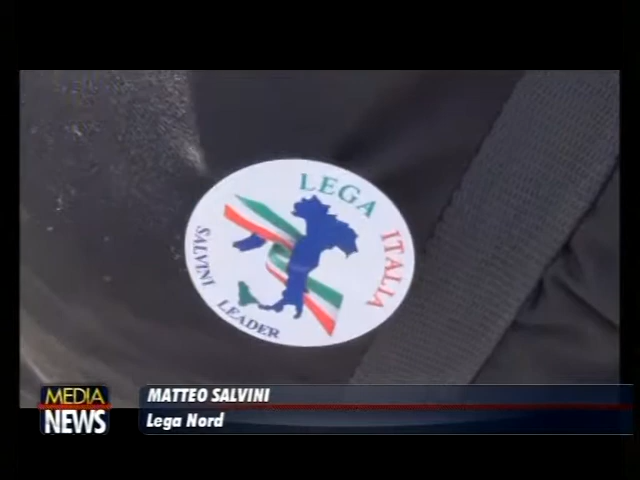 LEGA
ITALIA
SALVINI
LEADER
MEDIA
NEWS
MATTEO SALVINI
Lega Nord